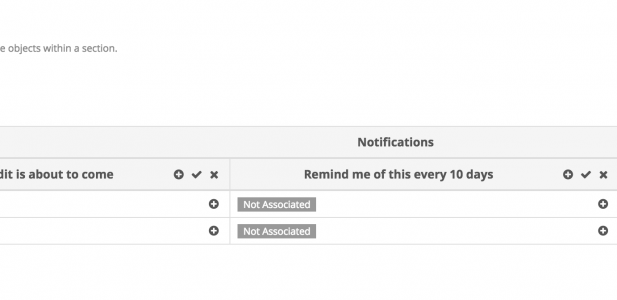 e objects within a section.
Notifications
dit is about to come
Remind me of this every 10 days
Not Associated
Not Associated